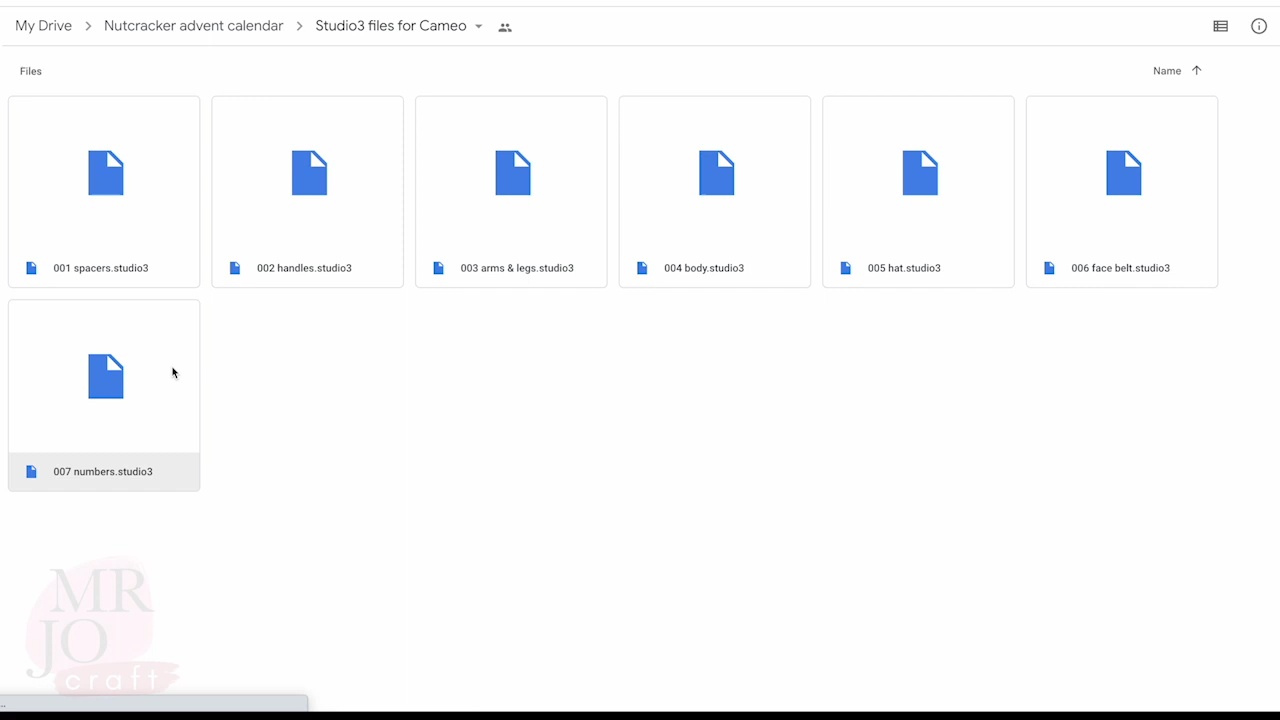 My Drive > Nutcracker advent calendar > Studio3 files for Cameo
Files
Name
001 spacers.studio3
002 handles.studio3
003 arms & legs.studio3
004 body.studio3
005 hat.studio3
006 face belt.studio3
007 numbers.studio3
MR
JO
craft
...